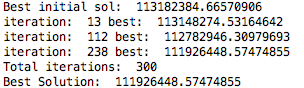 Best initial sol:  113182384.66570906
iteration:  13 best:  113148274.53164642
iteration:  112 best:  112782946.30979693
iteration:  238 best:  111926448.57474855
Total iterations:  300
Best Solution:  111926448.57474855